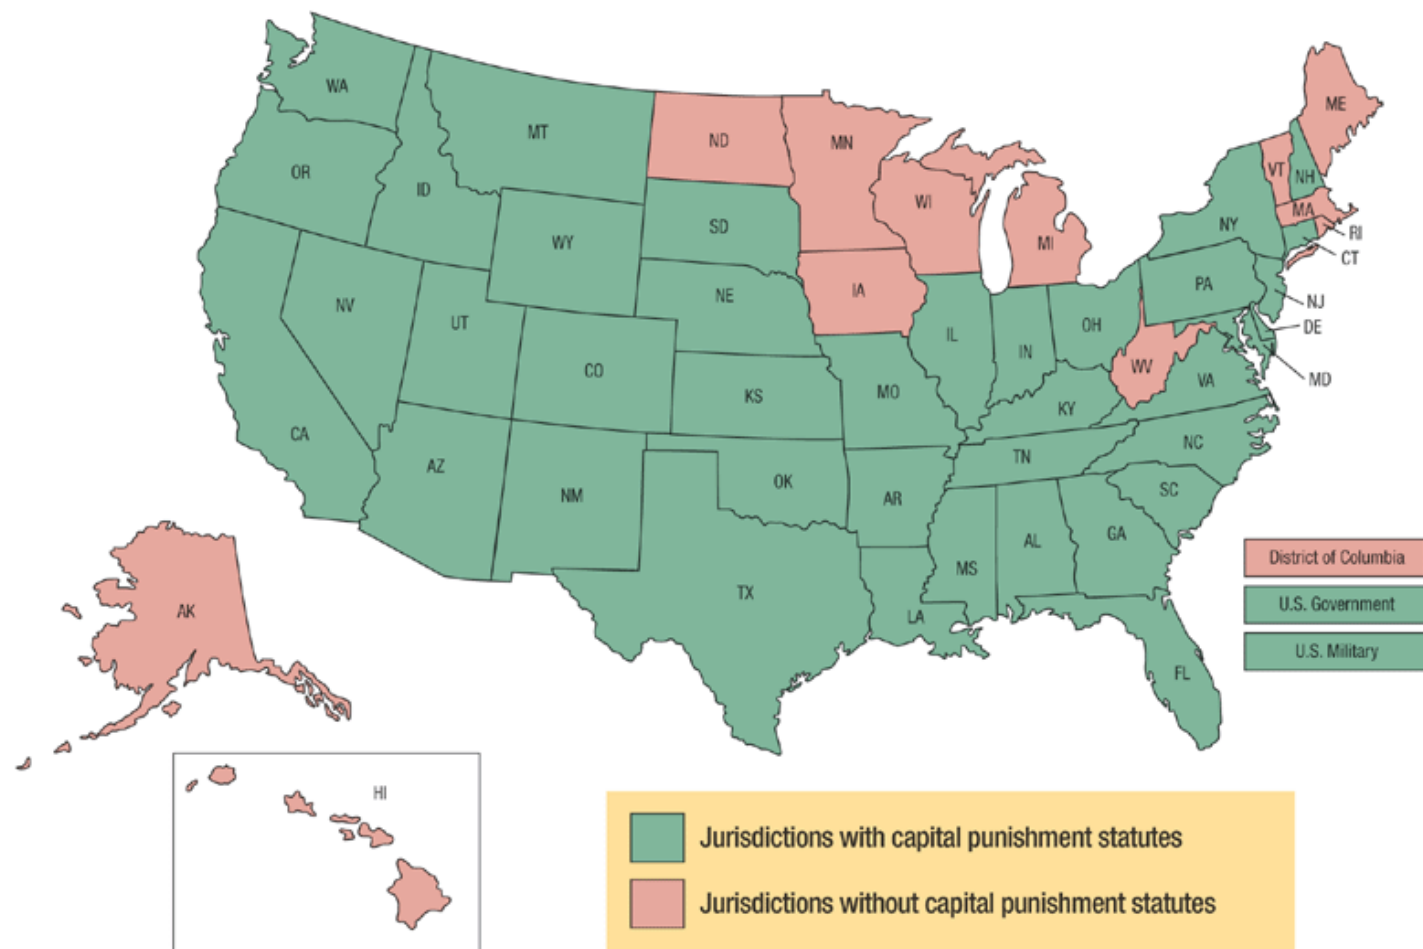 WA
MT
ND
MN
ME
OR
ID
VT
NH
WI
MA
SD
NY
RI
WY
MI
CT
PA
NE
IA
NV
NJ
UT
OH
DE
IL
IN
CO
WV
MD
VA
KS
MO
KY
CA
NC
TN
AZ
OK
SC
NM
AR
GA
AL
District of Columbia
MS
TX
U.S. Government
AK
LA
U.S. Military
FL
HI
Jurisdictions with capital punishment statutes
Jurisdictions without capital punishment statutes